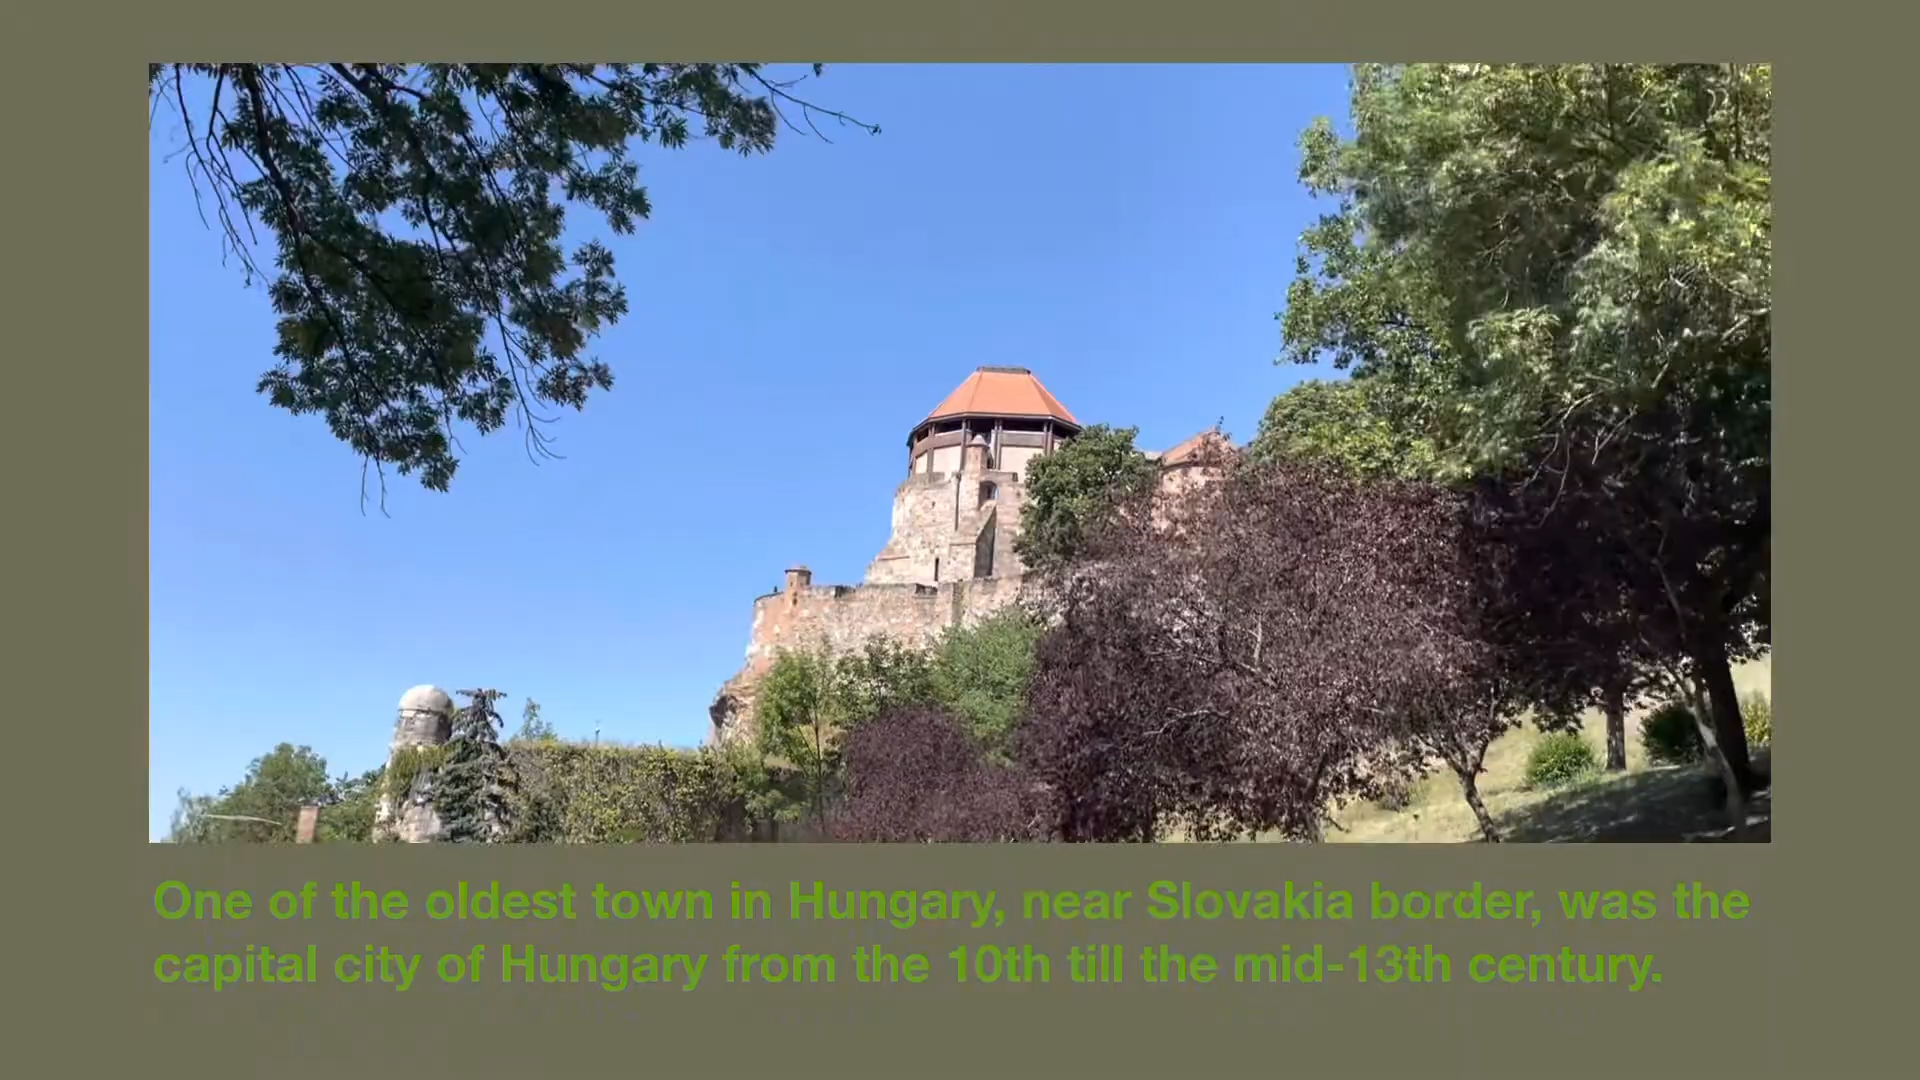 One of the oldest town in Hungary, near Slovakia border, was the
capital city of Hungary from the 10th till the mid-13th century.